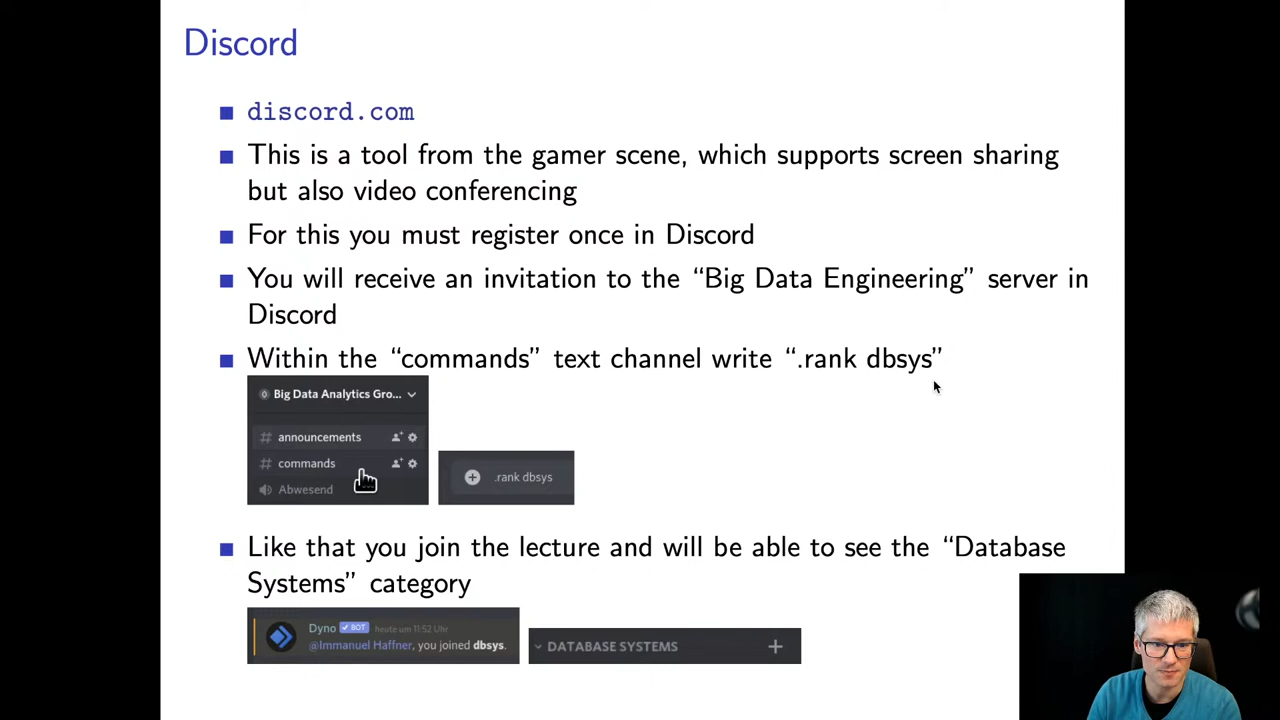 Discord
discord.com
This is a tool from the gamer scene, which supports screen sharing
but also video conferencing
For this you must register once in Discord
You will receive an invitation to the “Big Data Engineering” server in
Discord
Within the “commands” text channel write “.rank dbsys”
Big Data Analytics Gro...
# announcements
# commands
Abwesend
.rank dbsys
Like that you join the lecture and will be able to see the “Database
Systems” category
Dyno ✔ BOT heute um 11:52 Uhr
@Immanuel Haffner, you joined dbsys.
DATABASE SYSTEMS +